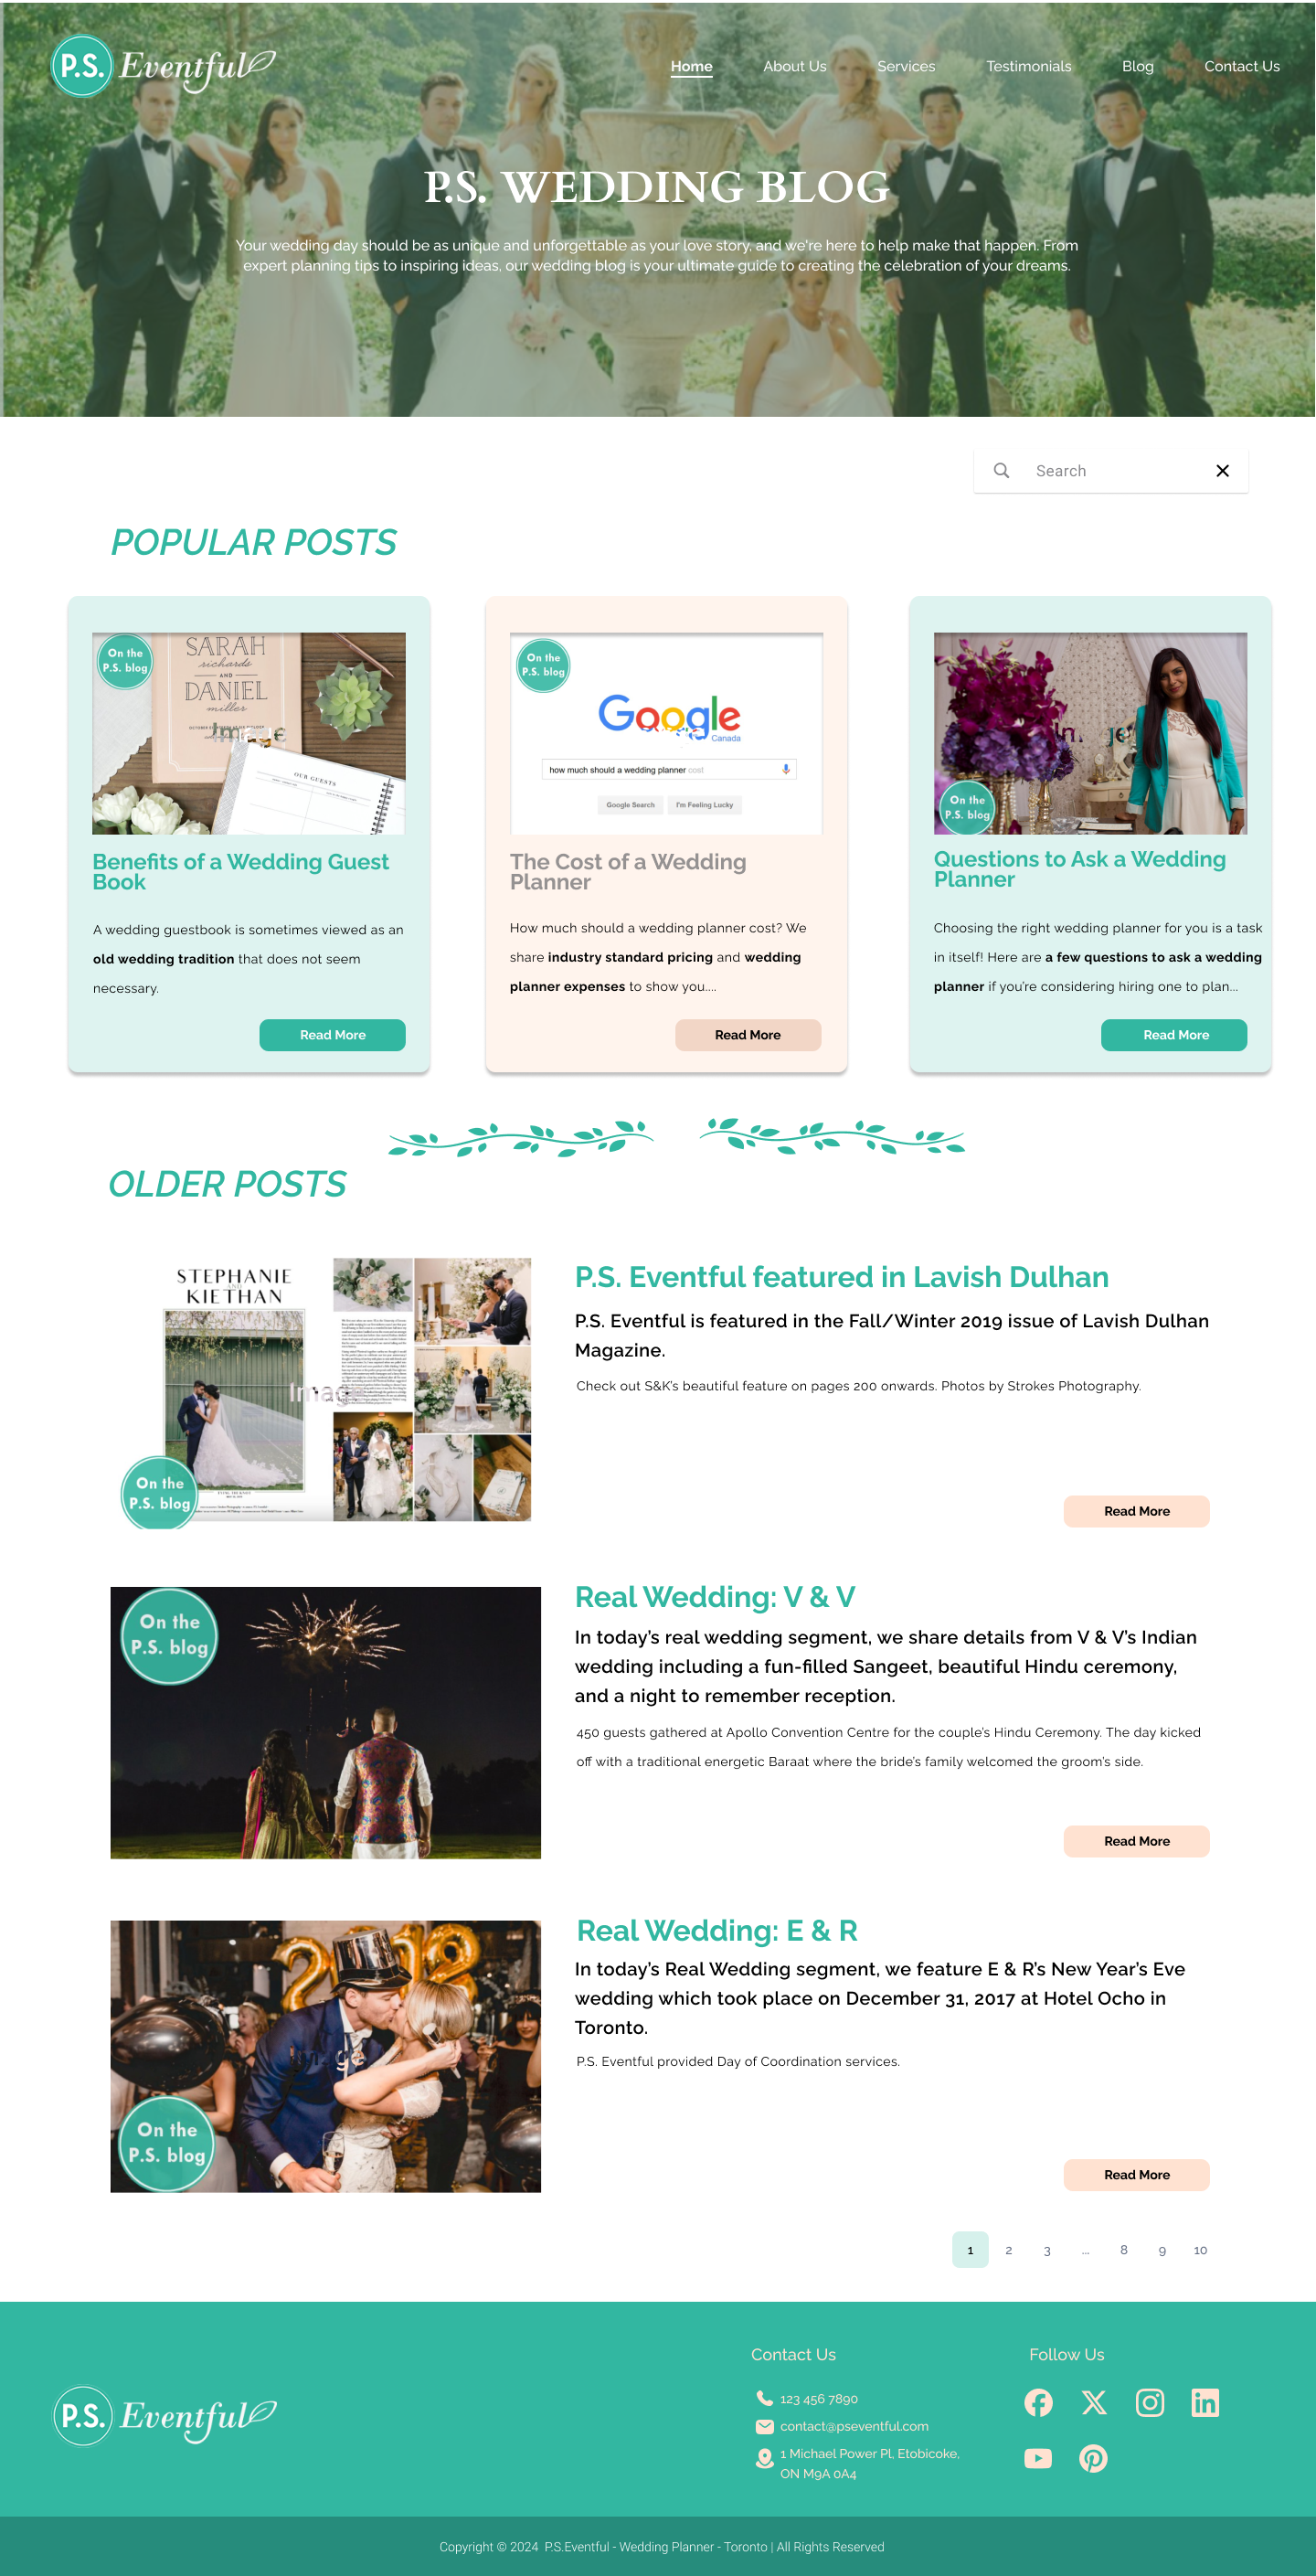 P.S. Eventful
Home About Us Services Testimonials Blog Contact Us
P.S. WEDDING BLOG
Your wedding day should be as unique and unforgettable as your love story, and we're here to help make that happen. From
expert planning tips to inspiring ideas, our wedding blog is your ultimate guide to creating the celebration of your dreams.
Search
POPULAR POSTS
On the
P.S. blog
SARAH
richards
AND
DANIEL
miller
OUR GUESTS
Benefits of a Wedding Guest
Book
A wedding guestbook is sometimes viewed as an
old wedding tradition that does not seem
necessary.
Read More
On the
P.S. blog
Google
Canada
how much should a wedding planner cost
Google Search I'm Feeling Lucky
The Cost of a Wedding
Planner
How much should a wedding planner cost? We
share industry standard pricing and wedding
planner expenses to show you....
Read More
On the
P.S. blog
Questions to Ask a Wedding
Planner
Choosing the right wedding planner for you is a task
in itself! Here are a few questions to ask a wedding
planner if you're considering hiring one to plan...
Read More
OLDER POSTS
STEPHANIE
AND
KIETHAN
Image
On the
P.S. blog
P.S. Eventful featured in Lavish Dulhan
P.S. Eventful is featured in the Fall/Winter 2019 issue of Lavish Dulhan
Magazine.
Check out S&K's beautiful feature on pages 200 onwards. Photos by Strokes Photography.
Read More
On the
P.S. blog
Real Wedding: V & V
In today's real wedding segment, we share details from V & V's Indian
wedding including a fun-filled Sangeet, beautiful Hindu ceremony,
and a night to remember reception.
450 guests gathered at Apollo Convention Centre for the couple's Hindu Ceremony. The day kicked
off with a traditional energetic Baraat where the bride's family welcomed the groom's side.
Read More
2018
Image
On the
P.S. blog
Real Wedding: E & R
In today's Real Wedding segment, we feature E & R's New Year's Eve
wedding which took place on December 31, 2017 at Hotel Ocho in
Toronto.
P.S. Eventful provided Day of Coordination services.
Read More
1 2 3 ... 8 9 10
P.S. Eventful
Contact Us
123 456 7890
contact@pseventful.com
1 Michael Power Pl, Etobicoke,
ON M9A 0A4
Follow Us
Copyright © 2024 P.S.Eventful - Wedding Planner - Toronto | All Rights Reserved